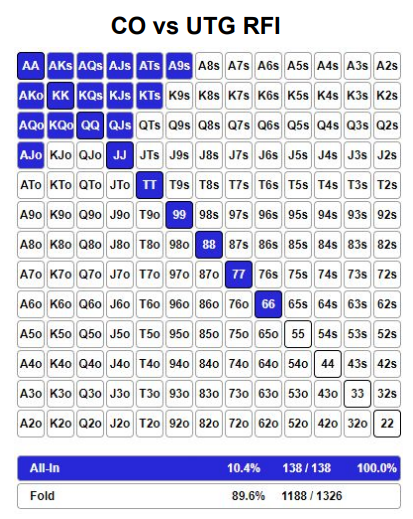 CO vs UTG RFI
AA AKs AQs AJs ATs A9s A8s A7s A6s A5s A4s A3s A2s
AKo KK KQs KJs KTs K9s K8s K7s K6s K5s K4s K3s K2s
AQo KQo QQ QJs QTs Q9s Q8s Q7s Q6s Q5s Q4s Q3s Q2s
AJo KJo QJo JJ JTs J9s J8s J7s J6s J5s J4s J3s J2s
ATo KTo QTo JTo TT T9s T8s T7s T6s T5s T4s T3s T2s
A9o K9o Q9o J9o T9o 99 98s 97s 96s 95s 94s 93s 92s
A8o K8o Q8o J8o T8o 98o 88 87s 86s 85s 84s 83s 82s
A7o K7o Q7o J7o T7o 97o 87o 77 76s 75s 74s 73s 72s
A6o K6o Q6o J6o T6o 96o 86o 76o 66 65s 64s 63s 62s
A5o K5o Q5o J5o T5o 95o 85o 75o 65o 55 54s 53s 52s
A4o K4o Q4o J4o T4o 94o 84o 74o 64o 54o 44 43s 42s
A3o K3o Q3o J3o T3o 93o 83o 73o 63o 53o 43o 33 32s
A2o K2o Q2o J2o T2o 92o 82o 72o 62o 52o 42o 32o 22
All-In 10.4% 138 / 138 100.0%
Fold 89.6% 1188 / 1326